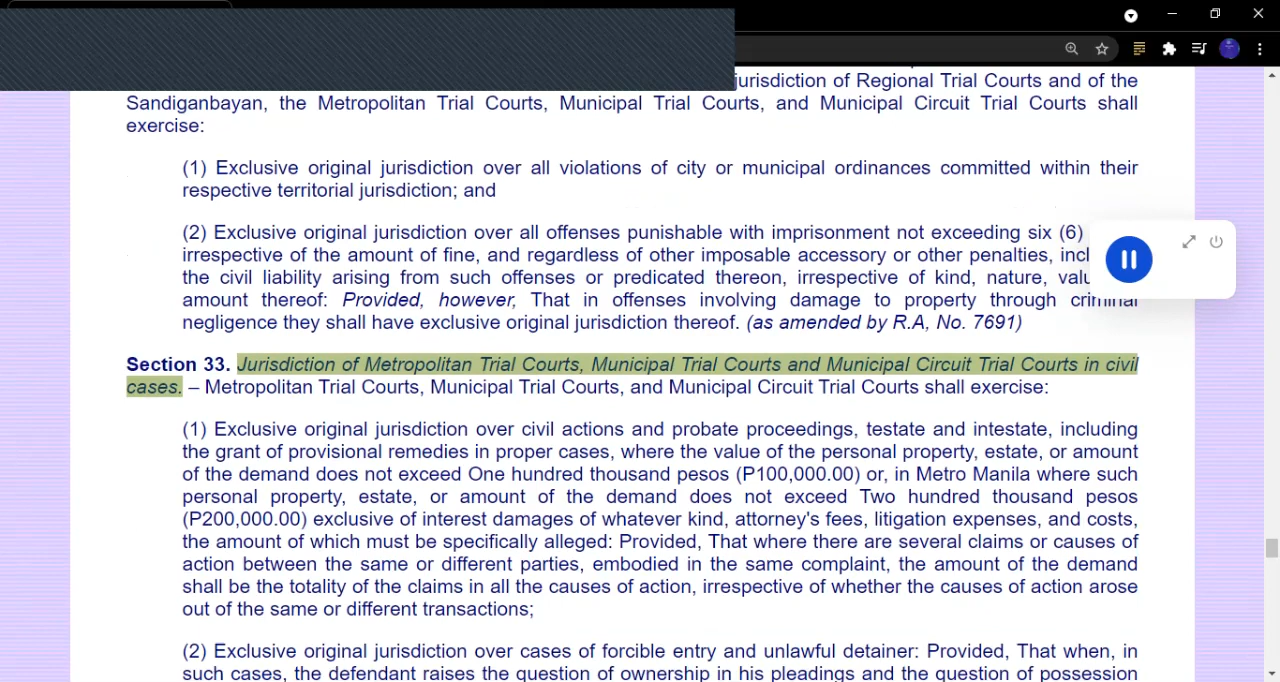 jurisdiction of Regional Trial Courts and of the
Sandiganbayan, the Metropolitan Trial Courts, Municipal Trial Courts, and Municipal Circuit Trial Courts shall
exercise:
(1) Exclusive original jurisdiction over all violations of city or municipal ordinances committed within their
respective territorial jurisdiction; and
(2) Exclusive original jurisdiction over all offenses punishable with imprisonment not exceeding six (6)
irrespective of the amount of fine, and regardless of other imposable accessory or other penalties,
the civil liability arising from such offenses or predicated thereon, irrespective of kind, nature,
amount thereof: Provided, however, That in offenses involving damage to property through criminal
negligence they shall have exclusive original jurisdiction thereof. (as amended by R.A, No. 7691)
Section 33. Jurisdiction of Metropolitan Trial Courts, Municipal Trial Courts and Municipal Circuit Trial Courts in civil
cases. – Metropolitan Trial Courts, Municipal Trial Courts, and Municipal Circuit Trial Courts shall exercise:
(1) Exclusive original jurisdiction over civil actions and probate proceedings, testate and intestate, including
the grant of provisional remedies in proper cases, where the value of the personal property, estate, or amount
of the demand does not exceed One hundred thousand pesos (P100,000.00) or, in Metro Manila where such
personal property, estate, or amount of the demand does not exceed Two hundred thousand pesos
(P200,000.00) exclusive of interest damages of whatever kind, attorney's fees, litigation expenses, and costs,
the amount of which must be specifically alleged: Provided, That where there are several claims or causes of
action between the same or different parties, embodied in the same complaint, the amount of the demand
shall be the totality of the claims in all the causes of action, irrespective of whether the causes of action arose
out of the same or different transactions;
(2) Exclusive original jurisdiction over cases of forcible entry and unlawful detainer: Provided, That when, in
such cases, the defendant raises the question of ownership in his pleadings and the question of possession